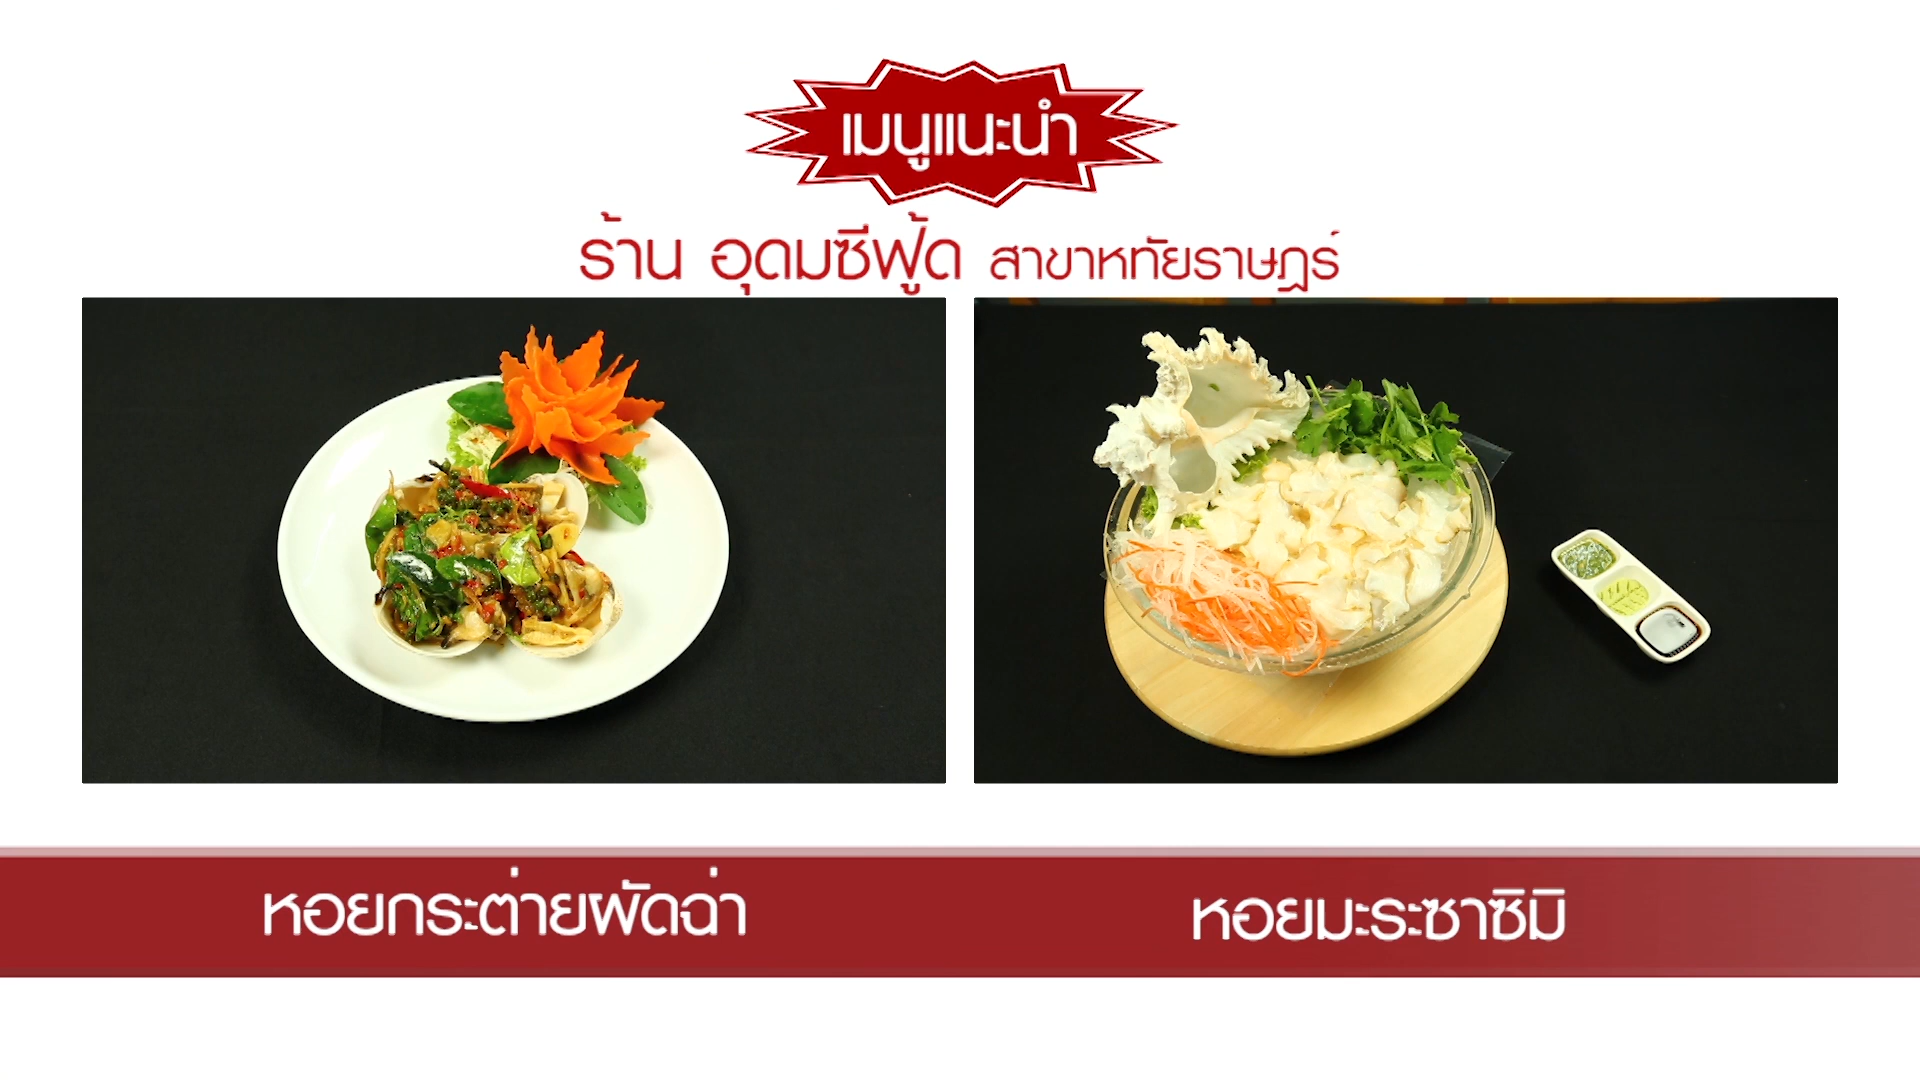 เมนูแนะนำ
ร้าน อุดมซีฟู้ด สาขาหทัยราษฎร์
หอยกระต่ายผัดฉ่า
หอยมะระซาซิมิ